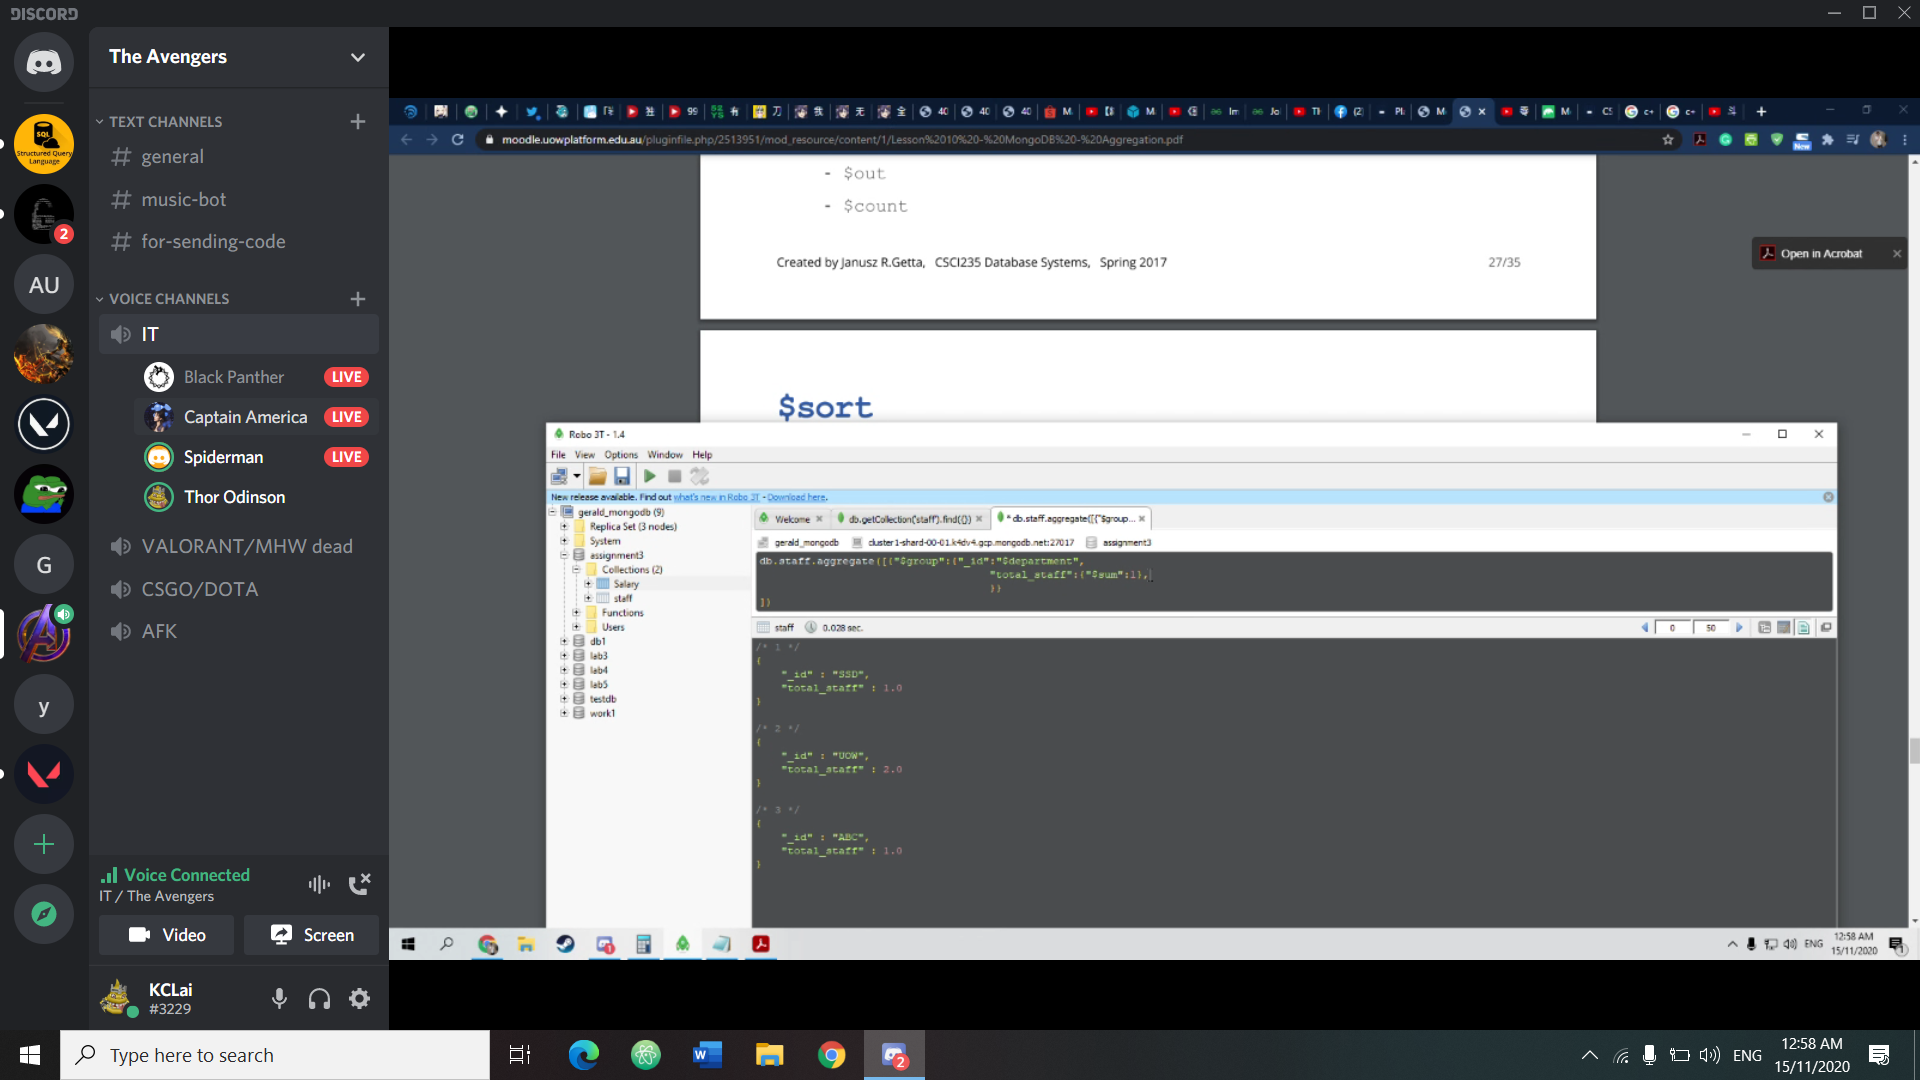 DISCORD
The Avengers
TEXT CHANNELS
general
music-bot
for-sending-code
VOICE CHANNELS
IT
Black Panther LIVE
Captain America LIVE
Spiderman LIVE
Thor Odinson
VALORANT/MHW dead
CSGO/DOTA
AFK
SQL
Structured Query
Language
2
AU
G
y
Voice Connected
IT / The Avengers
Video
Screen
KCLai
#3229
moodle.uowplatform.edu.au/pluginfile.php/2513951/mod_resource/content/1/Lesson%2010%20-%20MongoDB%20-%20Aggregation.pdf
New
- $out
- $count
Created by Janusz R.Getta, CSCI235 Database Systems, Spring 2017
27/35
Open in Acrobat
$sort
Robo 3T - 1.4
File View Options Window Help
New release available. Find out what's new in Robo 3T - Download here.
gerald_mongodb (9)
Replica Set (3 nodes)
System
assignment3
Collections (2)
Salary
staff
Functions
Users
db1
lab3
lab4
lab5
testdb
work1
Welcome
db.getCollection('staff').find({})
* db.staff.aggregate([{"$group...
gerald_mongodb
cluster1-shard-00-01.k4dv4.gcp.mongodb.net:27017
assignment3
db.staff.aggregate([{"$group":{"_id":"$department",
"total_staff":{"$sum":1},
}}
])
staff
0.028 sec.
0
50
/* 1 */
{
"_id" : "SSD",
"total_staff" : 1.0
}
/* 2 */
{
"_id" : "UOW",
"total_staff" : 2.0
}
/* 3 */
{
"_id" : "ABC",
"total_staff" : 1.0
}
ENG
12:58 AM
15/11/2020
Type here to search
2
ENG
12:58 AM
15/11/2020